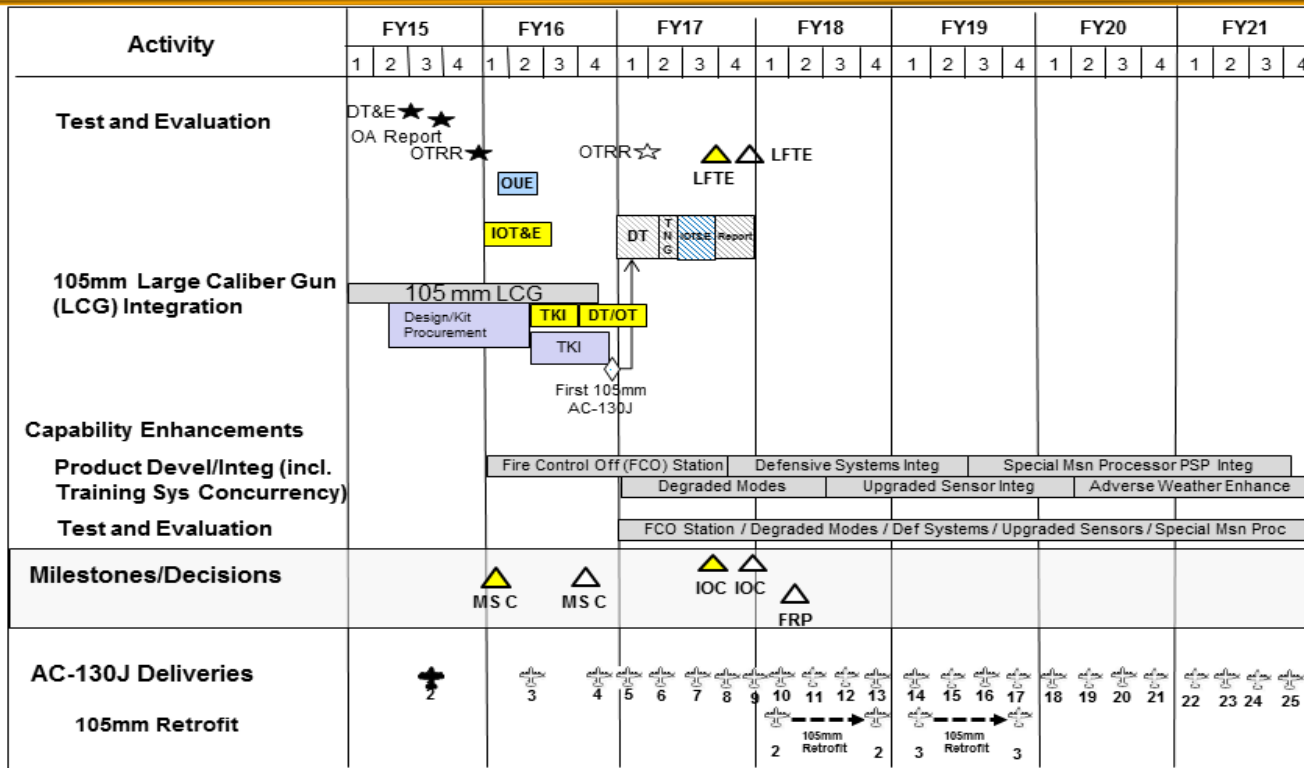 Activity
FY15 FY16 FY17 FY18 FY19 FY20 FY21
1 2 3 4 1 2 3 4 1 2 3 4 1 2 3 4 1 2 3 4 1 2 3 4 1 2 3 4
Test and Evaluation
DT&E
OA Report
OTRR
OTRR
LFTE
LFTE
OUE
IOT&E
DT
TNG
IOT&E
Report
105mm Large Caliber Gun
(LCG) Integration
105 mm LCG
Design/Kit
Procurement
TKI
DT/OT
TKI
First 105mm
AC-130J
Capability Enhancements
Product Devel/Integ (incl.
Training Sys Concurrency)
Fire Control Off (FCO) Station
Defensive Systems Integ
Special Msn Processor PSP Integ
Degraded Modes
Upgraded Sensor Integ
Adverse Weather Enhance
Test and Evaluation
FCO Station / Degraded Modes / Def Systems / Upgraded Sensors / Special Msn Proc
Milestones/Decisions
MS C
MS C
IOC
IOC
FRP
AC-130J Deliveries
2 3 4 5 6 7 8 9 10 11 12 13 14 15 16 17 18 19 20 21 22 23 24 25
105mm Retrofit
2
105mm
Retrofit
2
3
105mm
Retrofit
3